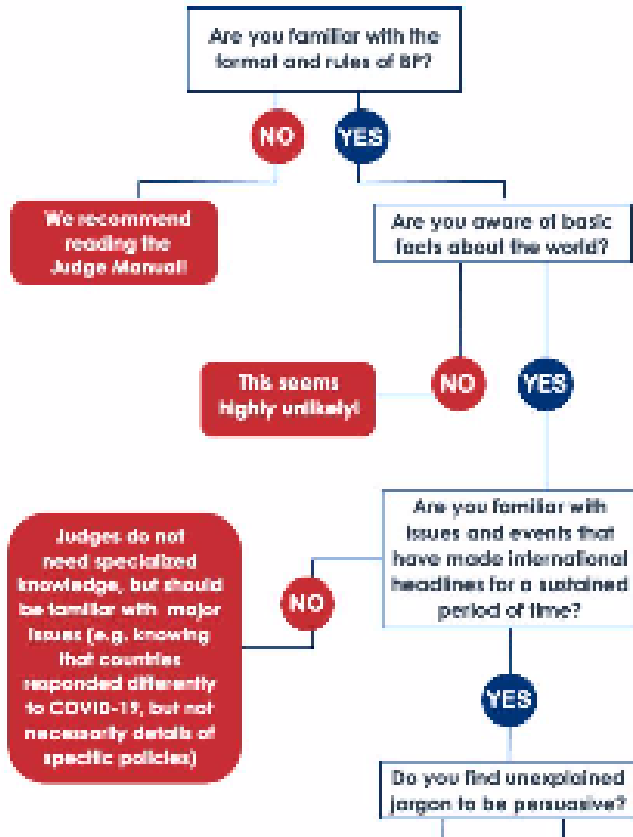 Are you familiar with the
format and rules of BP?
NO
YES
We recommend
reading the
Judge Manual!
Are you aware of basic
facts about the world?
This seems
highly unlikely!
NO
YES
Are you familiar with
issues and events that
have made international
headlines for a sustained
period of time?
Judges do not
need specialized
knowledge, but should
be familiar with major
issues (e.g. knowing
that countries
responded differently
to COVID-19, but not
necessarily details of
specific policies)
NO
YES
Do you find unexplained
jargon to be persuasive?